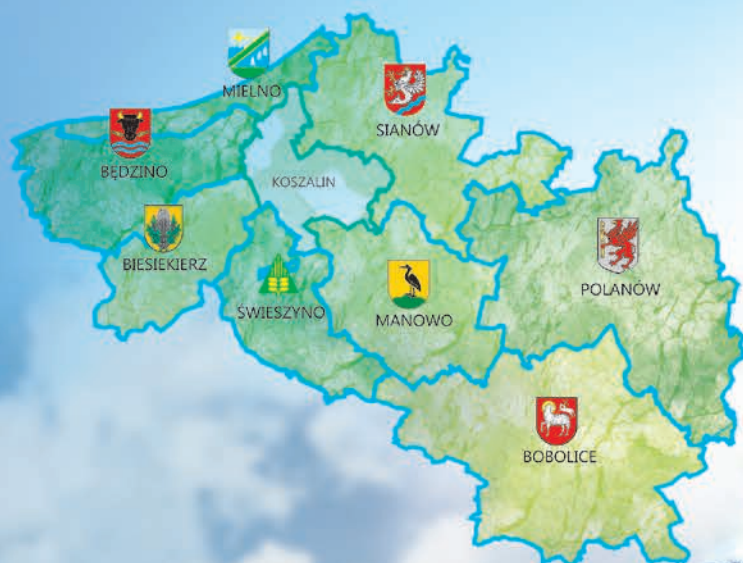 MIELNO
SIANÓW
BĘDZINO
KOSZALIN
BIESIEKIERZ
POLANÓW
ŚWIESZYNO
MANOWO
BOBOLICE